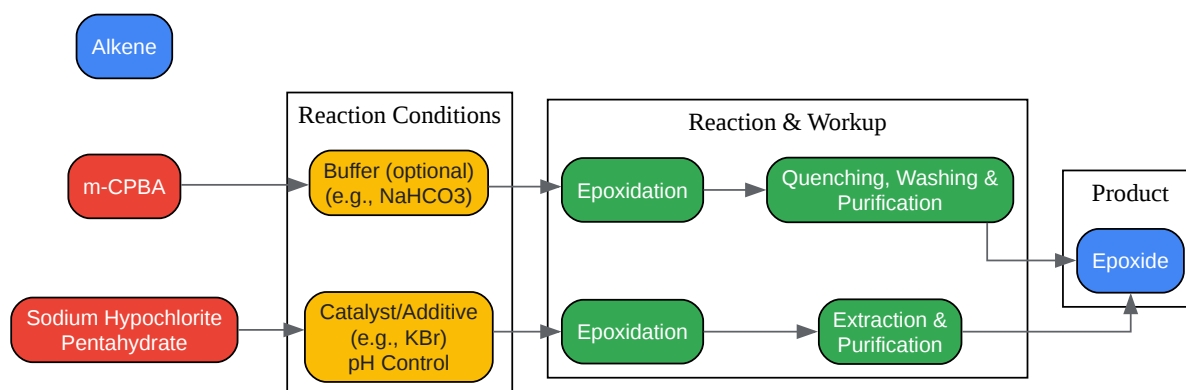 Alkene
Reaction Conditions
Reaction & Workup
m-CPBA
Buffer (optional)
(e.g., NaHCO3)
Epoxidation
Quenching, Washing &
Purification
Product
Epoxide
Sodium Hypochlorite
Pentahydrate
Catalyst/Additive
(e.g., KBr)
pH Control
Epoxidation
Extraction &
Purification